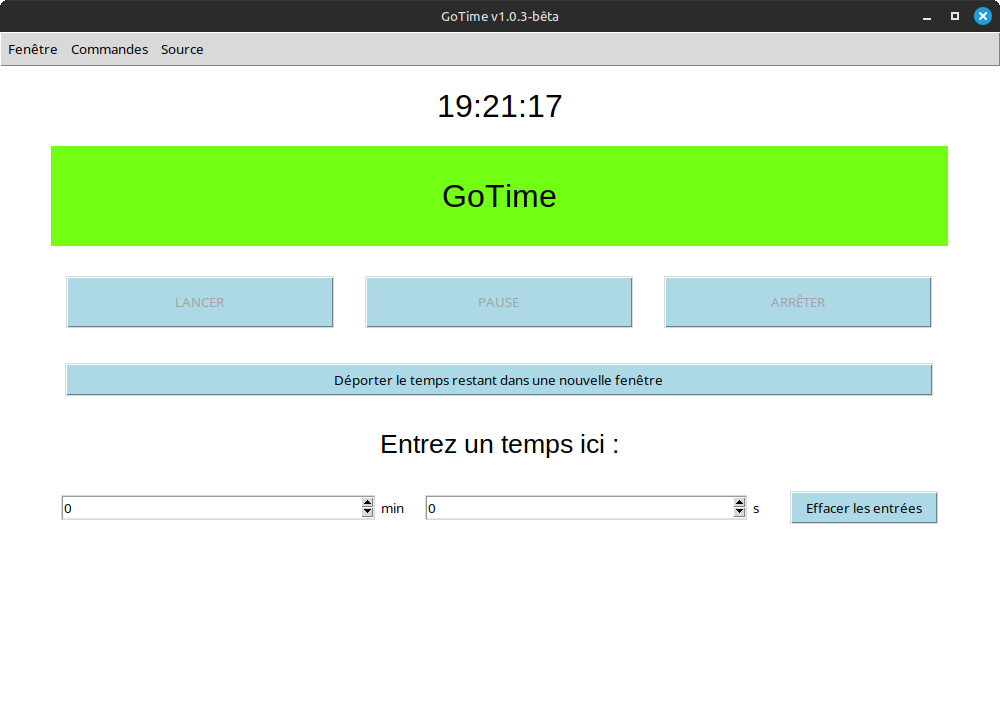 GoTime v1.0.3-bêta
Fenêtre Commandes Source
19:21:17
GoTime
LANCER PAUSE ARRÊTER
Déporter le temps restant dans une nouvelle fenêtre
Entrez un temps ici :
0 min 0 s Effacer les entrées